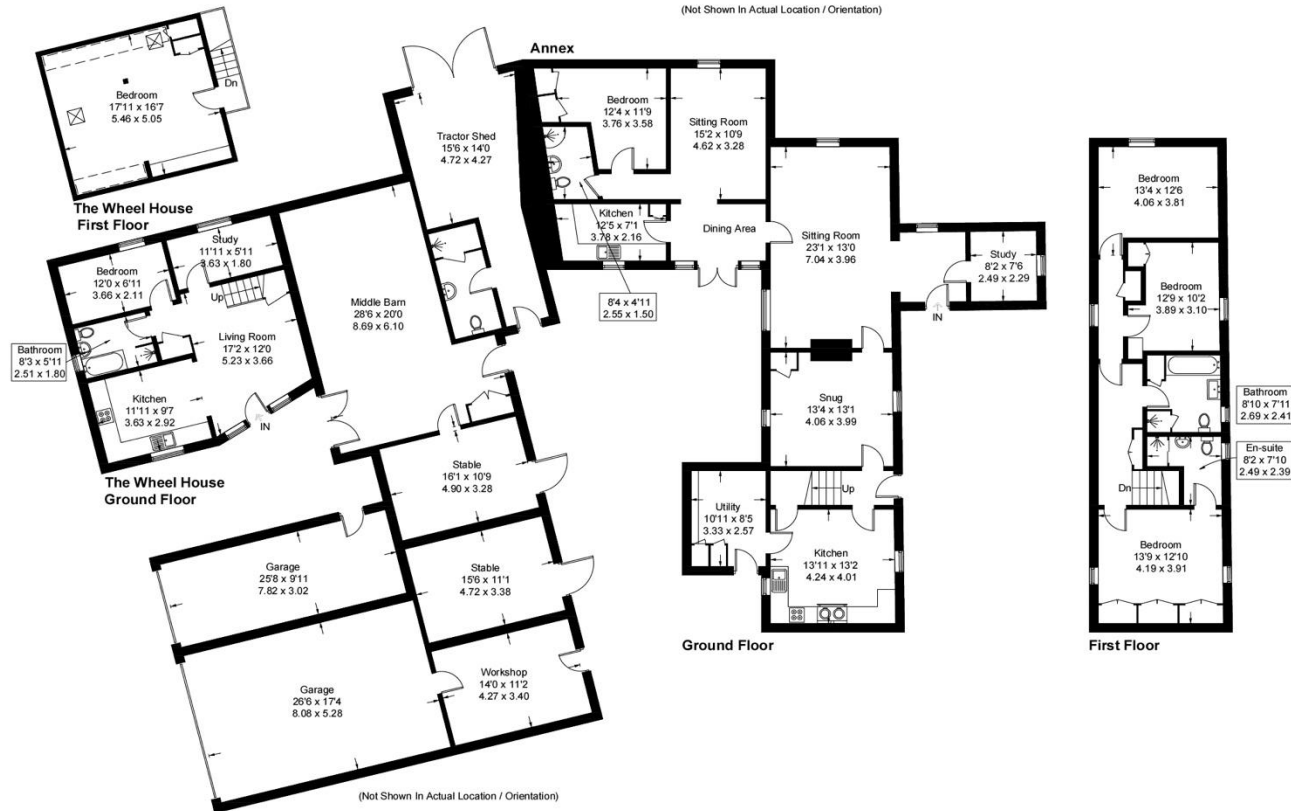 (Not Shown In Actual Location / Orientation)
Bedroom
17'11 x 16'7
5.46 x 5.05
Dn
The Wheel House
First Floor
Bedroom
12'0 x 6'11
3.66 x 2.11
Study
11'11 x 5'11
3.63 x 1.80
Up
Living Room
17'2 x 12'0
5.23 x 3.66
Bathroom
8'3 x 5'11
2.51 x 1.80
Kitchen
11'11 x 9'7
3.63 x 2.92
IN
The Wheel House
Ground Floor
Tractor Shed
15'6 x 14'0
4.72 x 4.27
Middle Barn
28'6 x 20'0
8.69 x 6.10
Stable
16'1 x 10'9
4.90 x 3.28
Stable
15'6 x 11'1
4.72 x 3.38
Garage
25'8 x 9'11
7.82 x 3.02
Garage
26'6 x 17'4
8.08 x 5.28
Workshop
14'0 x 11'2
4.27 x 3.40
(Not Shown In Actual Location / Orientation)
Annex
Bedroom
12'4 x 11'9
3.76 x 3.58
Sitting Room
15'2 x 10'9
4.62 x 3.28
Kitchen
12'5 x 7'1
3.78 x 2.16
Dining Area
8'4 x 4'11
2.55 x 1.50
Sitting Room
23'1 x 13'0
7.04 x 3.96
Study
8'2 x 7'6
2.49 x 2.29
IN
Snug
13'4 x 13'1
4.06 x 3.99
Utility
10'11 x 8'5
3.33 x 2.57
Up
Kitchen
13'11 x 13'2
4.24 x 4.01
Ground Floor
Bedroom
13'4 x 12'6
4.06 x 3.81
Bedroom
12'9 x 10'2
3.89 x 3.10
Bathroom
8'10 x 7'11
2.69 x 2.41
En-suite
8'2 x 7'10
2.49 x 2.39
Dn
Bedroom
13'9 x 12'10
4.19 x 3.91
First Floor